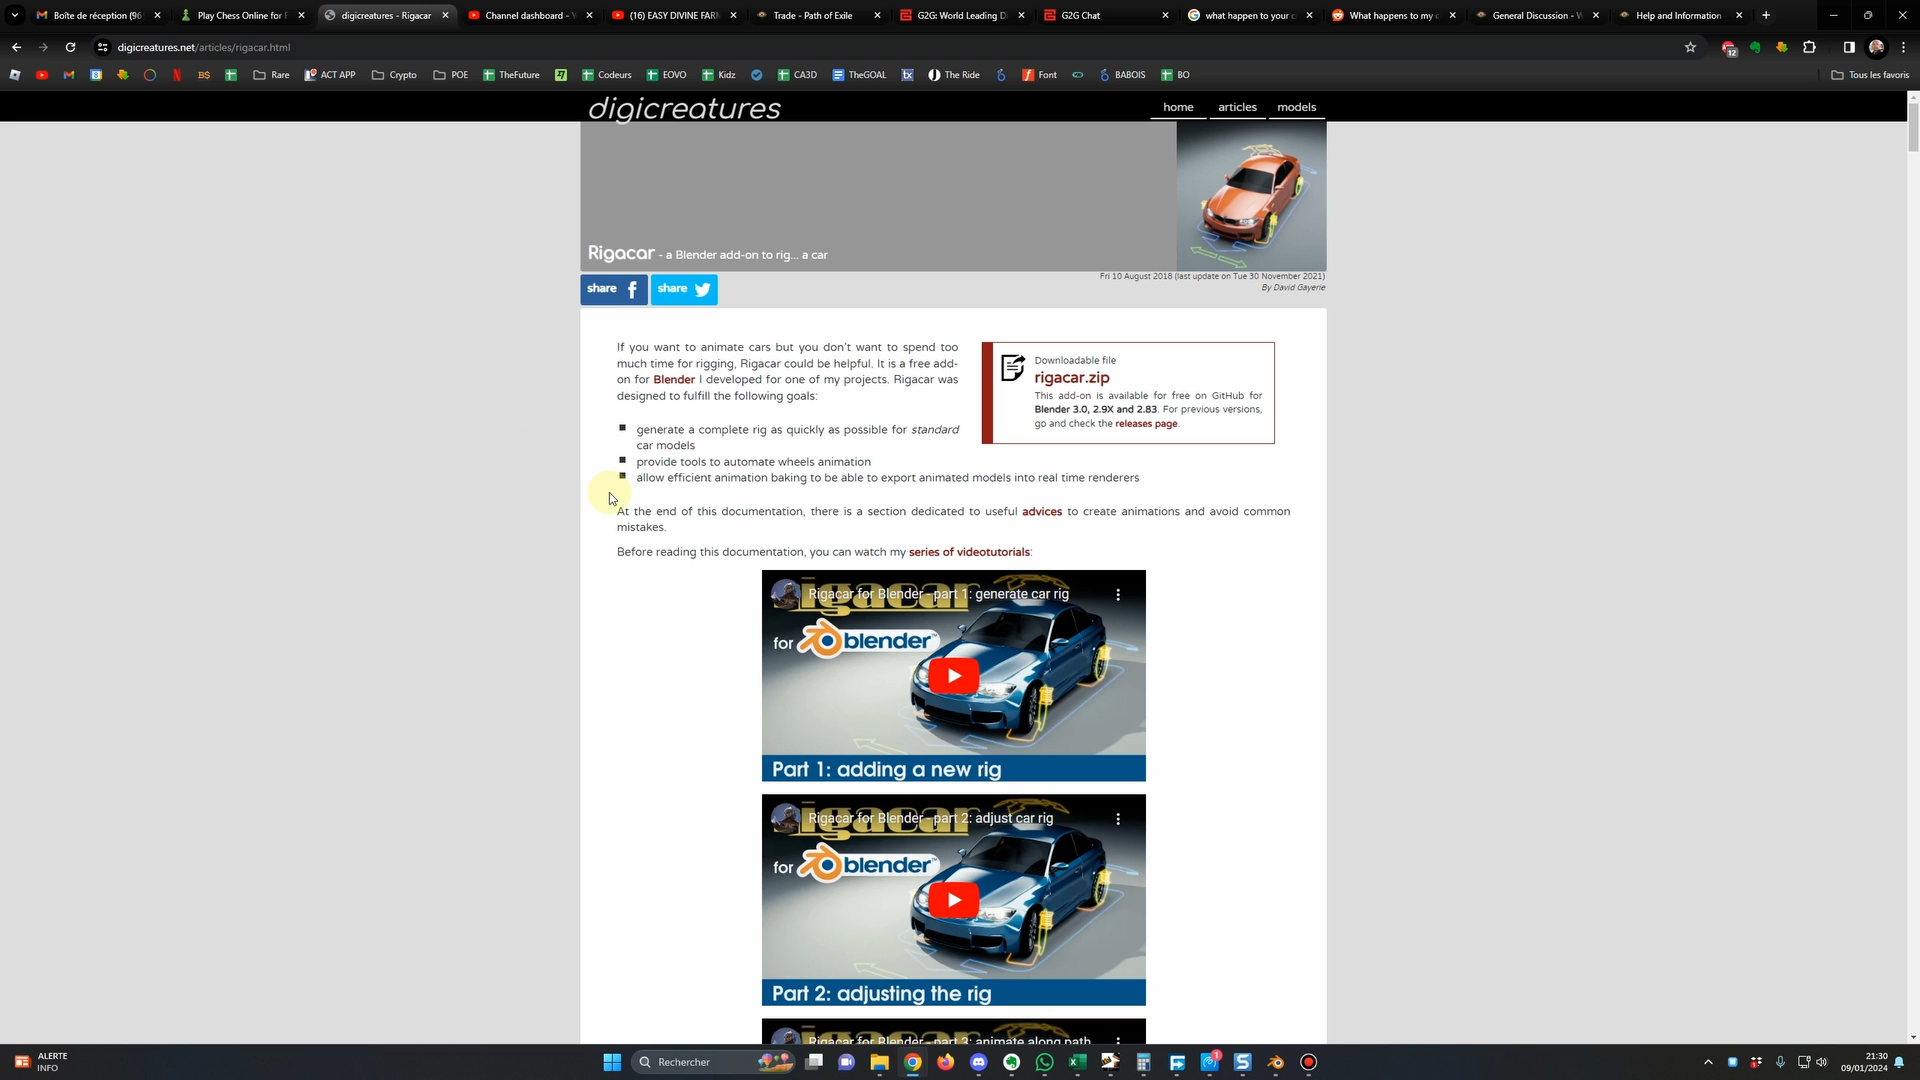 Boîte de réception (96
Play Chess Online for F
digicreatures - Rigacar
Channel dashboard - Y
(16) EASY DIVINE FARM
Trade - Path of Exile
G2G: World Leading D
G2G Chat
what happen to your c
What happens to my c
General Discussion - V
Help and Information
digicreatures.net/articles/rigacar.html
12
Rare
ACT APP
Crypto
POE
TheFuture
Codeurs
EOVO
Kidz
CA3D
TheGOAL
bx
The Ride
Font
BABOIS
BO
Tous les favoris
digicreatures
home
articles
models
Rigacar - a Blender add-on to rig... a car
share
share
Fri 10 August 2018 (last update on Tue 30 November 2021)
By David Gayerie
If you want to animate cars but you don't want to spend too
much time for rigging, Rigacar could be helpful. It is a free add-
on for Blender I developed for one of my projects. Rigacar was
designed to fulfill the following goals:
generate a complete rig as quickly as possible for standard
car models
provide tools to automate wheels animation
allow efficient animation baking to be able to export animated models into real time renderers
Downloadable file
rigacar.zip
This add-on is available for free on GitHub for
Blender 3.0, 2.9X and 2.83. For previous versions,
go and check the releases page.
At the end of this documentation, there is a section dedicated to useful advices to create animations and avoid common
mistakes.
Before reading this documentation, you can watch my series of videotutorials:
Rigacar for Blender - part 1: generate car rig
for blender
Part 1: adding a new rig
Rigacar for Blender - part 2: adjust car rig
for blender
Part 2: adjusting the rig
Rigacar for Blender - part 3: animate along path
ALERTE
INFO
Rechercher
1
21:30
09/01/2024